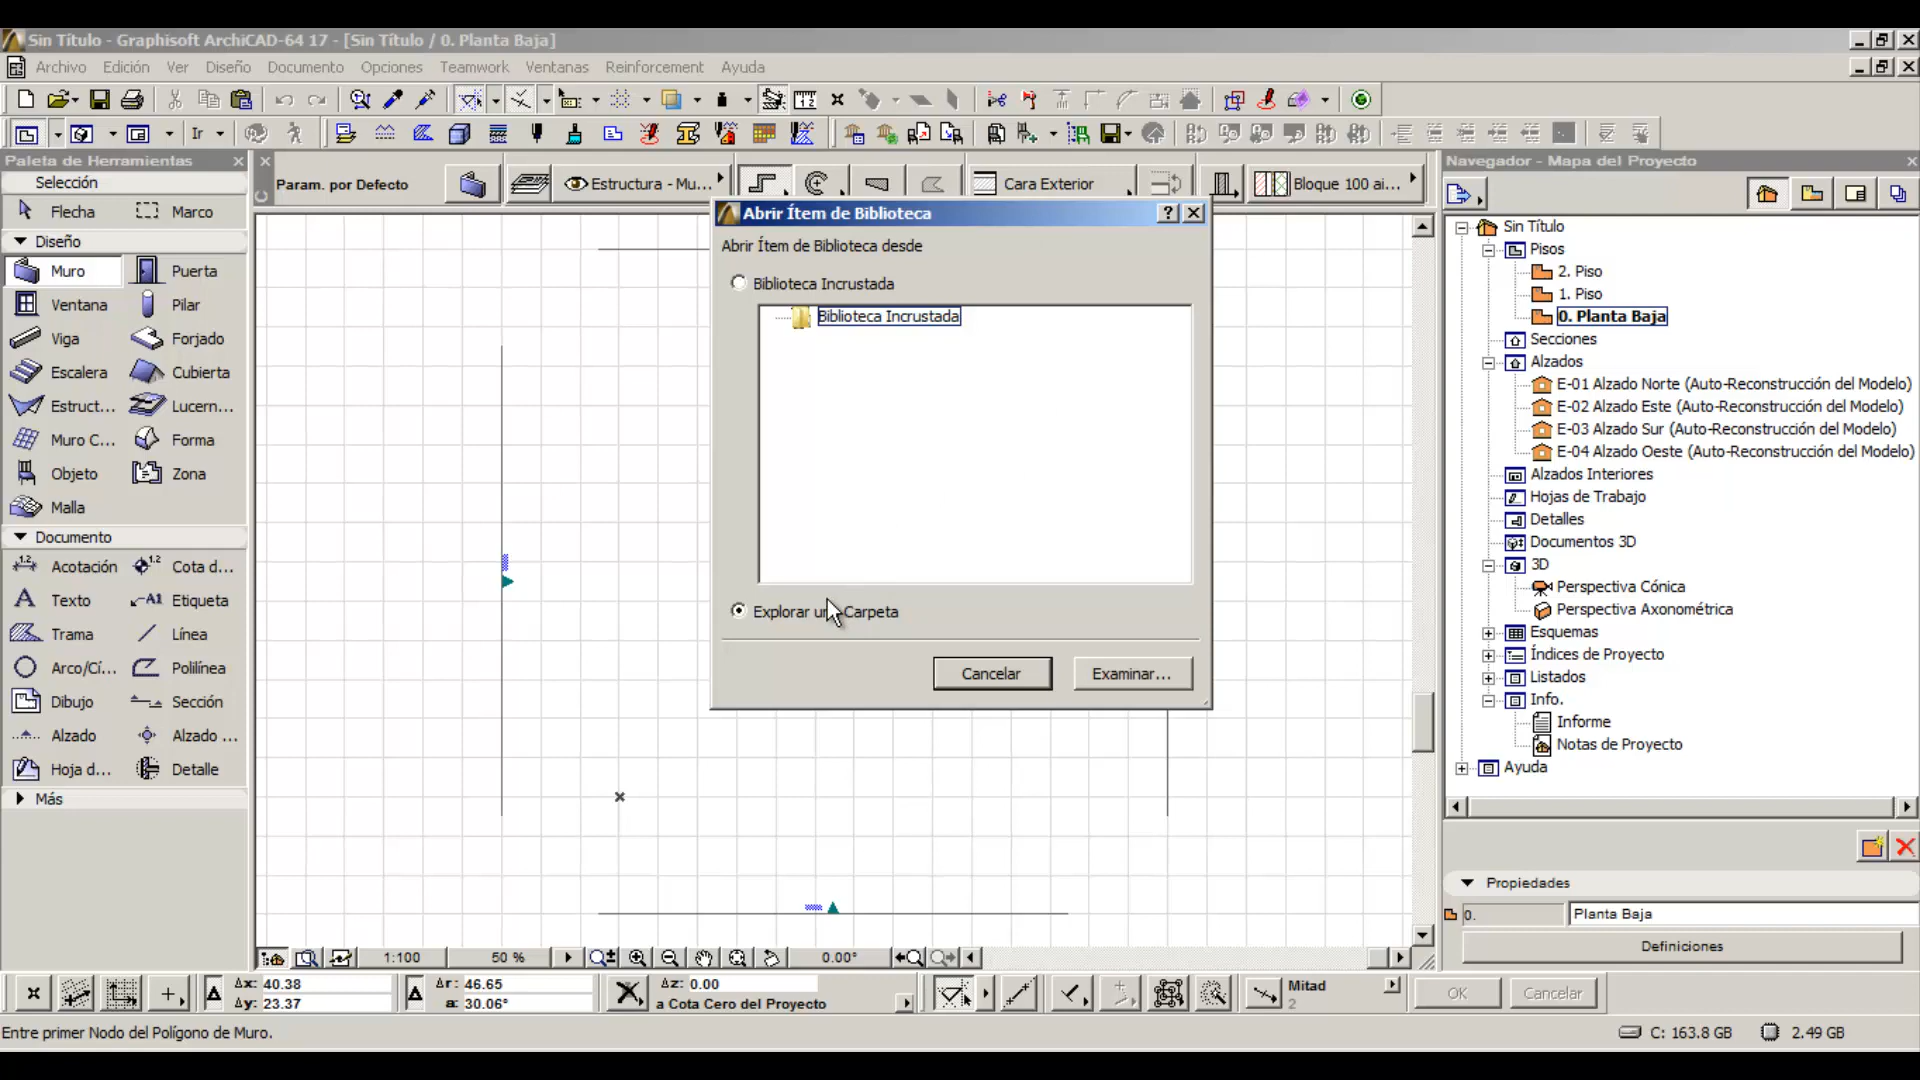 Sin Título - Graphisoft ArchiCAD-64 17 - [Sin Título / 0. Planta Baja]
Archivo Edición Ver Diseño Documento Opciones Teamwork Ventanas Reinforcement Ayuda
Ir
Paleta de Herramientas
Selección
Flecha Marco
Diseño
Muro Puerta
Ventana Pilar
Viga Forjado
Escalera Cubierta
Estruct... Lucern...
Muro C... Forma
Objeto Zona
Malla
Documento
Acotación Cota d...
Texto Etiqueta
Trama Línea
Arco/Cí... Polilínea
Dibujo Sección
Alzado Alzado ...
Hoja d... Detalle
Más
Param. por Defecto
Estructura - Mu...
Cara Exterior
Bloque 100 ai...
Abrir Ítem de Biblioteca
Abrir Ítem de Biblioteca desde
Biblioteca Incrustada
Biblioteca Incrustada
Explorar una Carpeta
Cancelar Examinar...
Navegador - Mapa del Proyecto
Sin Título
Pisos
2. Piso
1. Piso
0. Planta Baja
Secciones
Alzados
E-01 Alzado Norte (Auto-Reconstrucción del Modelo)
E-02 Alzado Este (Auto-Reconstrucción del Modelo)
E-03 Alzado Sur (Auto-Reconstrucción del Modelo)
E-04 Alzado Oeste (Auto-Reconstrucción del Modelo)
Alzados Interiores
Hojas de Trabajo
Detalles
Documentos 3D
3D
Perspectiva Cónica
Perspectiva Axonométrica
Esquemas
Índices de Proyecto
Listados
Info.
Informe
Notas de Proyecto
Ayuda
Propiedades
0. Planta Baja
Definiciones
1:100 50 % 0.00°
Δx: 40.38
Δy: 23.37
Δr: 46.65
a: 30.06°
Δz: 0.00
a Cota Cero del Proyecto
Mitad
2
OK Cancelar
Entre primer Nodo del Polígono de Muro.
C: 163.8 GB 2.49 GB